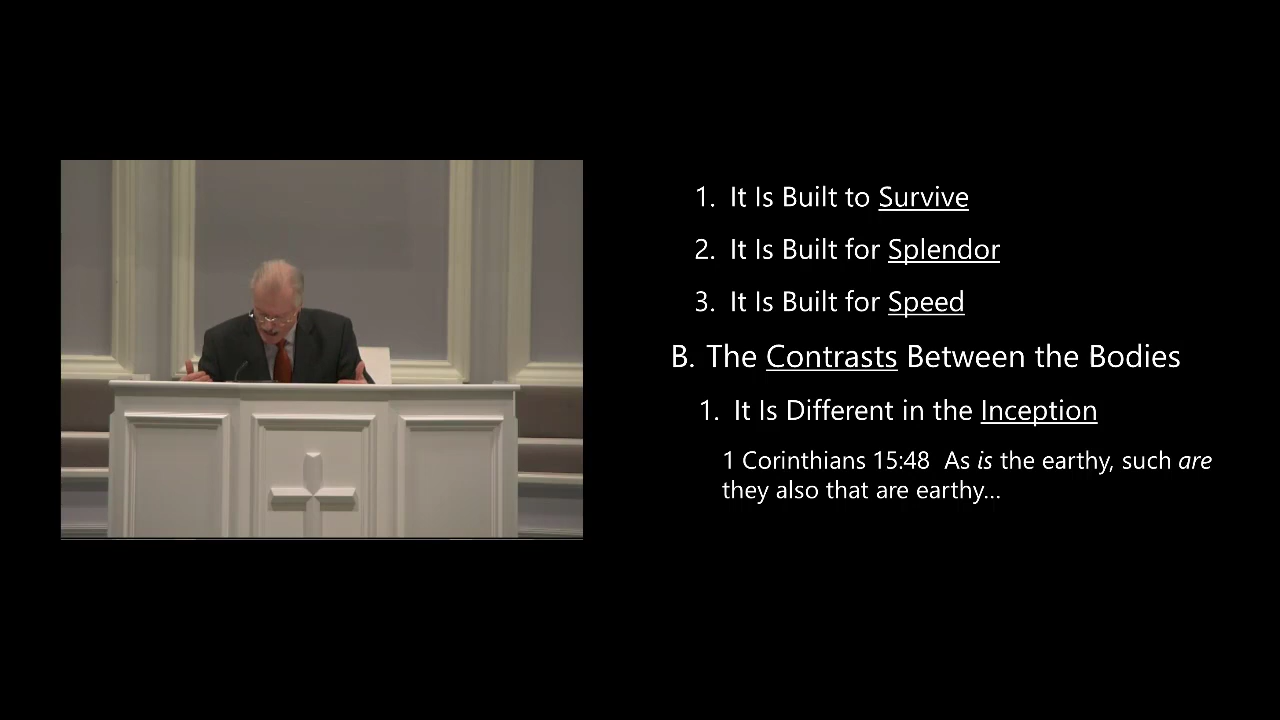 1. It Is Built to Survive
2. It Is Built for Splendor
3. It Is Built for Speed
B. The Contrasts Between the Bodies
1. It Is Different in the Inception
1 Corinthians 15:48 As is the earthy, such are
they also that are earthy...